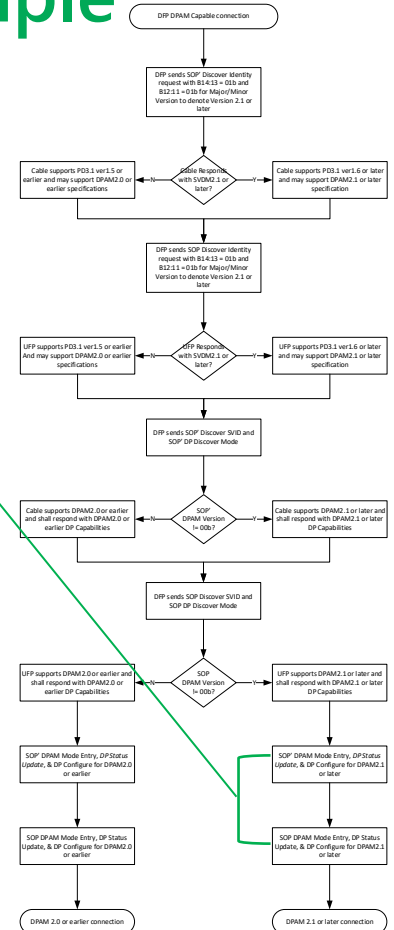 mple
DFP DPAM Capable connection
DFP sends SOP' Discover Identity
request with B14:13 = 01b and
B12:11 = 01b for Major/Minor
Version to denote Version 2.1 or
later
Cable supports PD3.1 ver1.5 or
earlier and may support DPAM2.0 or
earlier specifications
N
Cable Responds
with SVDM2.1 or
later?
Y
Cable supports PD3.1 ver1.6 or later
and may support DPAM2.1 or later
specification
DFP sends SOP Discover Identity
request with B14:13 = 01b and
B12:11 = 01b for Major/Minor
Version to denote Version 2.1 or
later
UFP supports PD3.1 ver1.5 or earlier
And may support DPAM2.0 or earlier
specifications
N
UFP Responds
with SVDM2.1 or
later?
Y
UFP supports PD3.1 ver1.6 or later
and may support DPAM2.1 or later
specification
DFP sends SOP' Discover SVID and
SOP' DP Discover Mode
Cable supports DPAM2.0 or earlier
and shall respond with DPAM2.0 or
earlier DP Capabilities
N
SOP'
DPAM Version
!= 00b?
Y
Cable supports DPAM2.1 or later and
shall respond with DPAM2.1 or later
DP Capabilities
DFP sends SOP Discover SVID and
SOP DP Discover Mode
UFP supports DPAM2.0 or earlier and
shall respond with DPAM2.0 or
earlier DP Capabilities
N
SOP
DPAM Version
!= 00b?
Y
UFP supports DPAM2.1 or later and
shall respond with DPAM2.1 or later
DP Capabilities
SOP' DPAM Mode Entry, DP Status
Update, & DP Configure for DPAM2.0
or earlier
SOP' DPAM Mode Entry, DP Status
Update, & DP Configure for DPAM2.1
or later
SOP DPAM Mode Entry, DP Status
Update, & DP Configure for DPAM2.0
or earlier
SOP DPAM Mode Entry, DP Status
Update, & DP Configure for DPAM2.1
or later
DPAM 2.0 or earlier connection
DPAM 2.1 or later connection